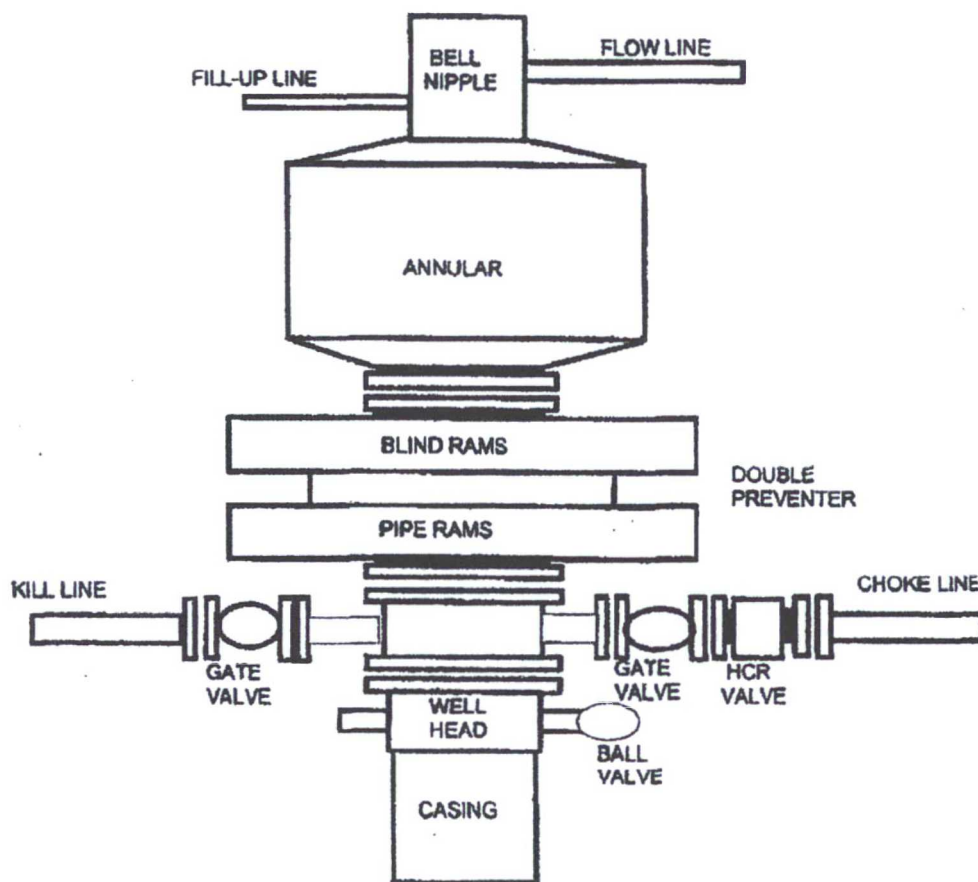 BELL
NIPPLE
FLOW LINE
FILL-UP LINE
ANNULAR
BLIND RAMS
DOUBLE
PREVENTER
PIPE RAMS
KILL LINE
CHOKE LINE
GATE
VALVE
GATE
VALVE
HCR
VALVE
WELL
HEAD
BALL
VALVE
CASING